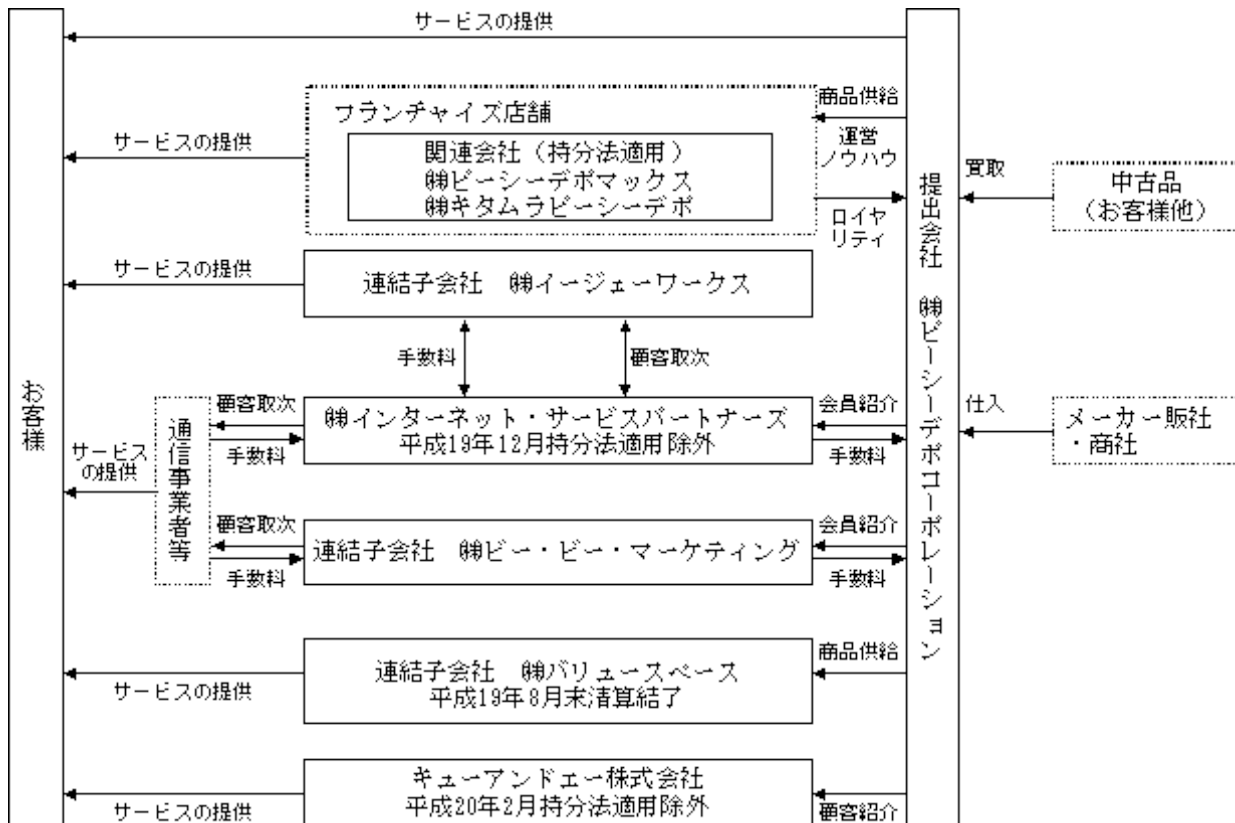 サービスの提供
商品供給
フランチャイズ店舗
運営
ノウハウ
サービスの提供
関連会社（持分法適用）
㈱ピーシーデポマックス
㈱キタムラピーシーデポ
買取
中古品
（お客様他）
ロイヤ
リティ
サービスの提供
連結子会社　㈱イージェーワークス
手数料
顧客取次
お客様
提出会社　㈱ピーシーデポコーポレーション
顧客取次
㈱インターネット・サービスパートナーズ
平成19年12月持分法適用除外
会員紹介
仕入
メーカー販社
・商社
手数料
手数料
サービス
の提供
通信事業者等
顧客取次
連結子会社　㈱ビー・ビー・マーケティング
会員紹介
手数料
手数料
商品供給
連結子会社　㈱バリュースペース
平成19年8月末清算結了
サービスの提供
キューアンドエー株式会社
平成20年2月持分法適用除外
サービスの提供
顧客紹介